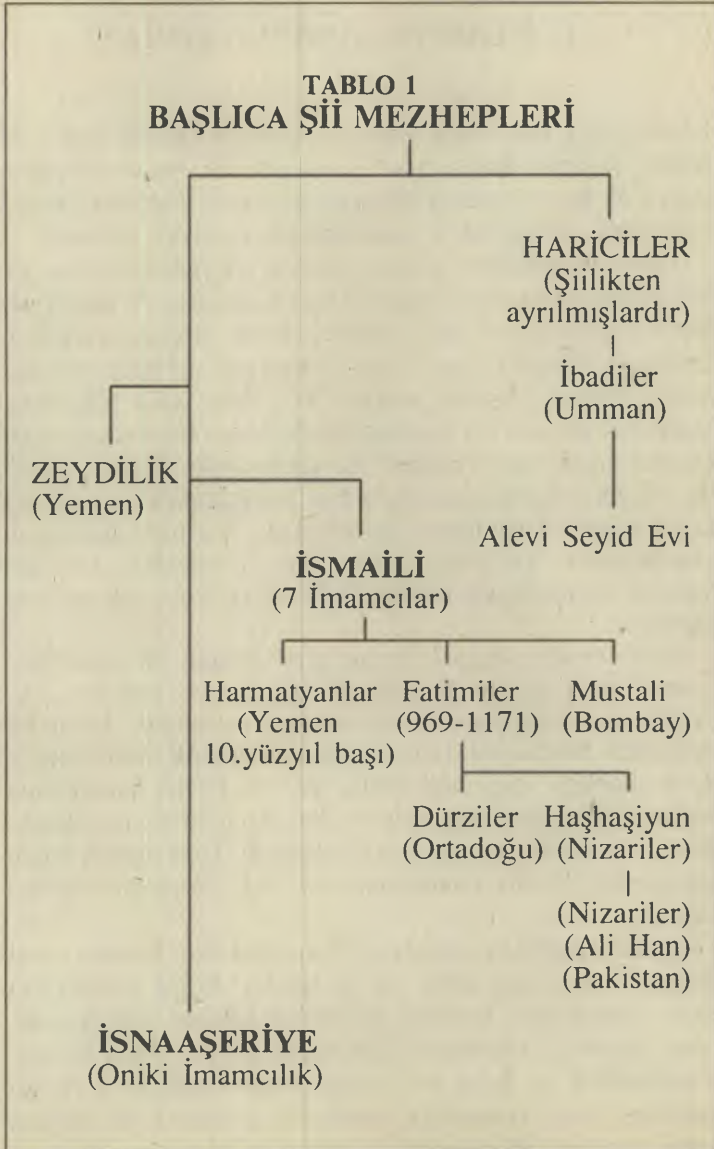 TABLO 1
BAŞLICA Şİİ MEZHEPLERİ
HARİCİLER
(Şiilikten
ayrılmışlardır)
İbadiler
(Umman)
Alevi Seyid Evi
ZEYDİLİK
(Yemen)
İSMAİLİ
(7 İmamcılar)
Harmatyanlar
(Yemen
10.yüzyıl başı)
Fatimiler
(969-1171)
Mustali
(Bombay)
Dürziler
(Ortadoğu)
Haşhaşiyun
(Nizariler)
(Nizariler)
(Ali Han)
(Pakistan)
İSNAAŞERİYE
(Oniki İmamcılık)